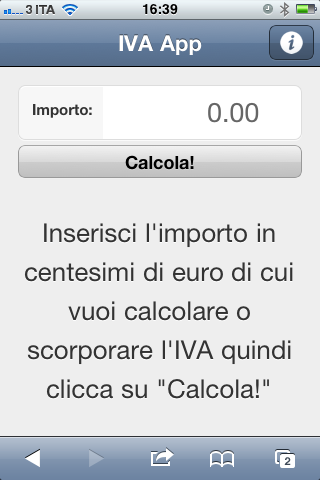 3 ITA 16:39
IVA App
Importo: 0.00
Calcola!
Inserisci l'importo in
centesimi di euro di cui
vuoi calcolare o
scorporare l'IVA quindi
clicca su "Calcola!"
2